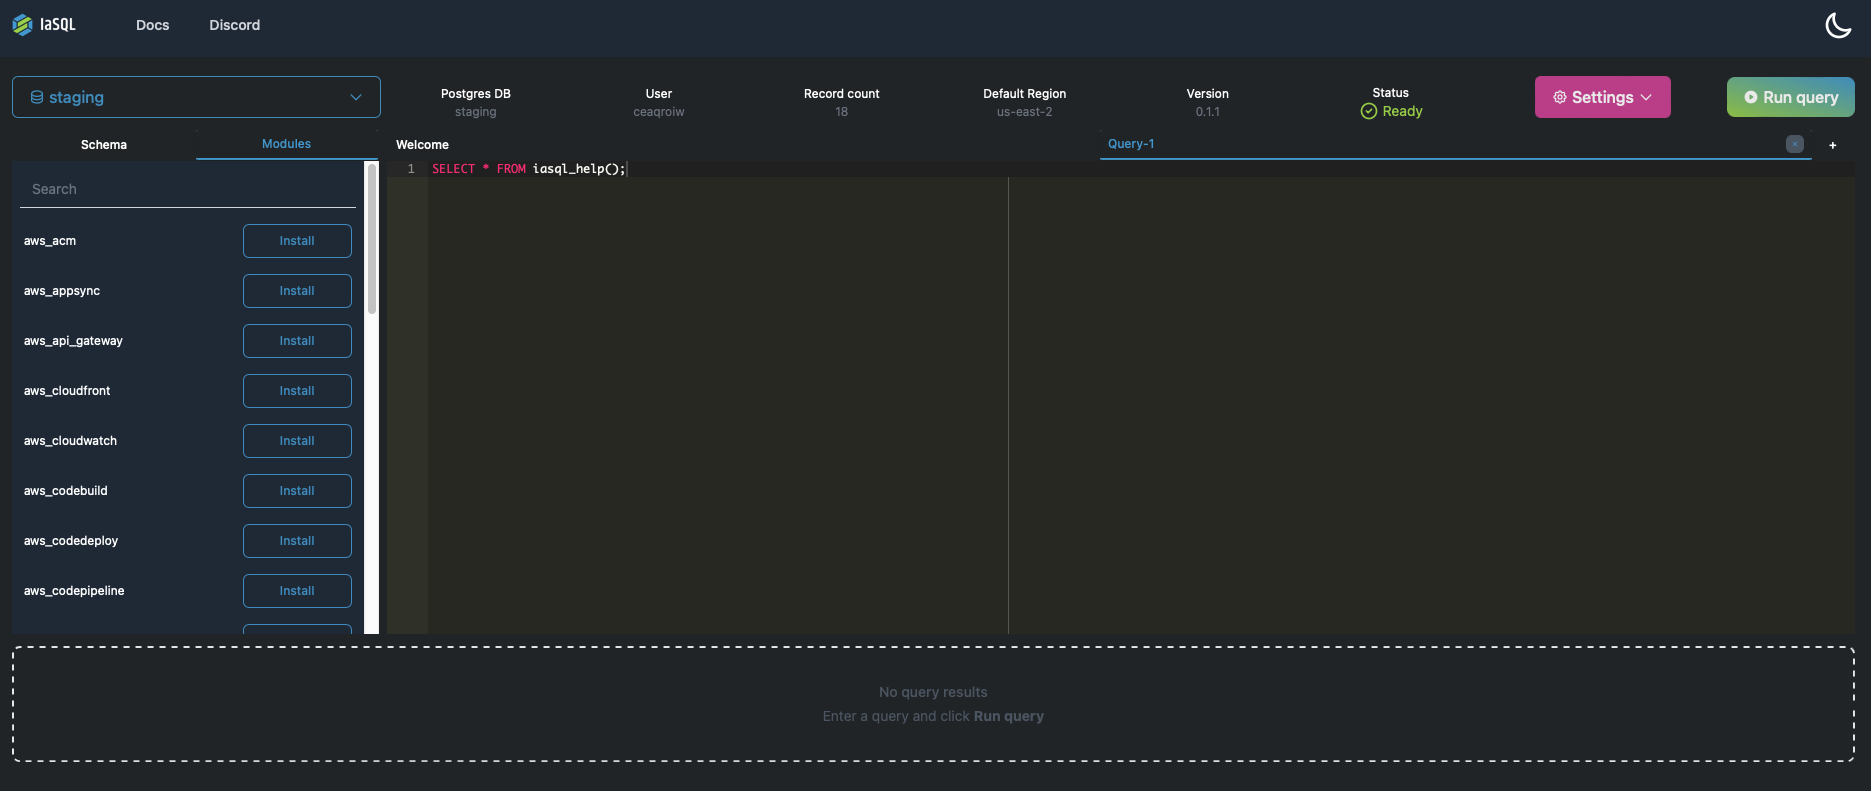 IaSQL Docs Discord
staging
Postgres DB User Record count Default Region Version Status
staging ceaqroiw 18 us-east-2 0.1.1 Ready
Settings Run query
Schema Modules Welcome Query-1 +
1 SELECT * FROM iasql_help();
Search
aws_acm Install
aws_appsync Install
aws_api_gateway Install
aws_cloudfront Install
aws_cloudwatch Install
aws_codebuild Install
aws_codedeploy Install
aws_codepipeline Install
No query results
Enter a query and click Run query